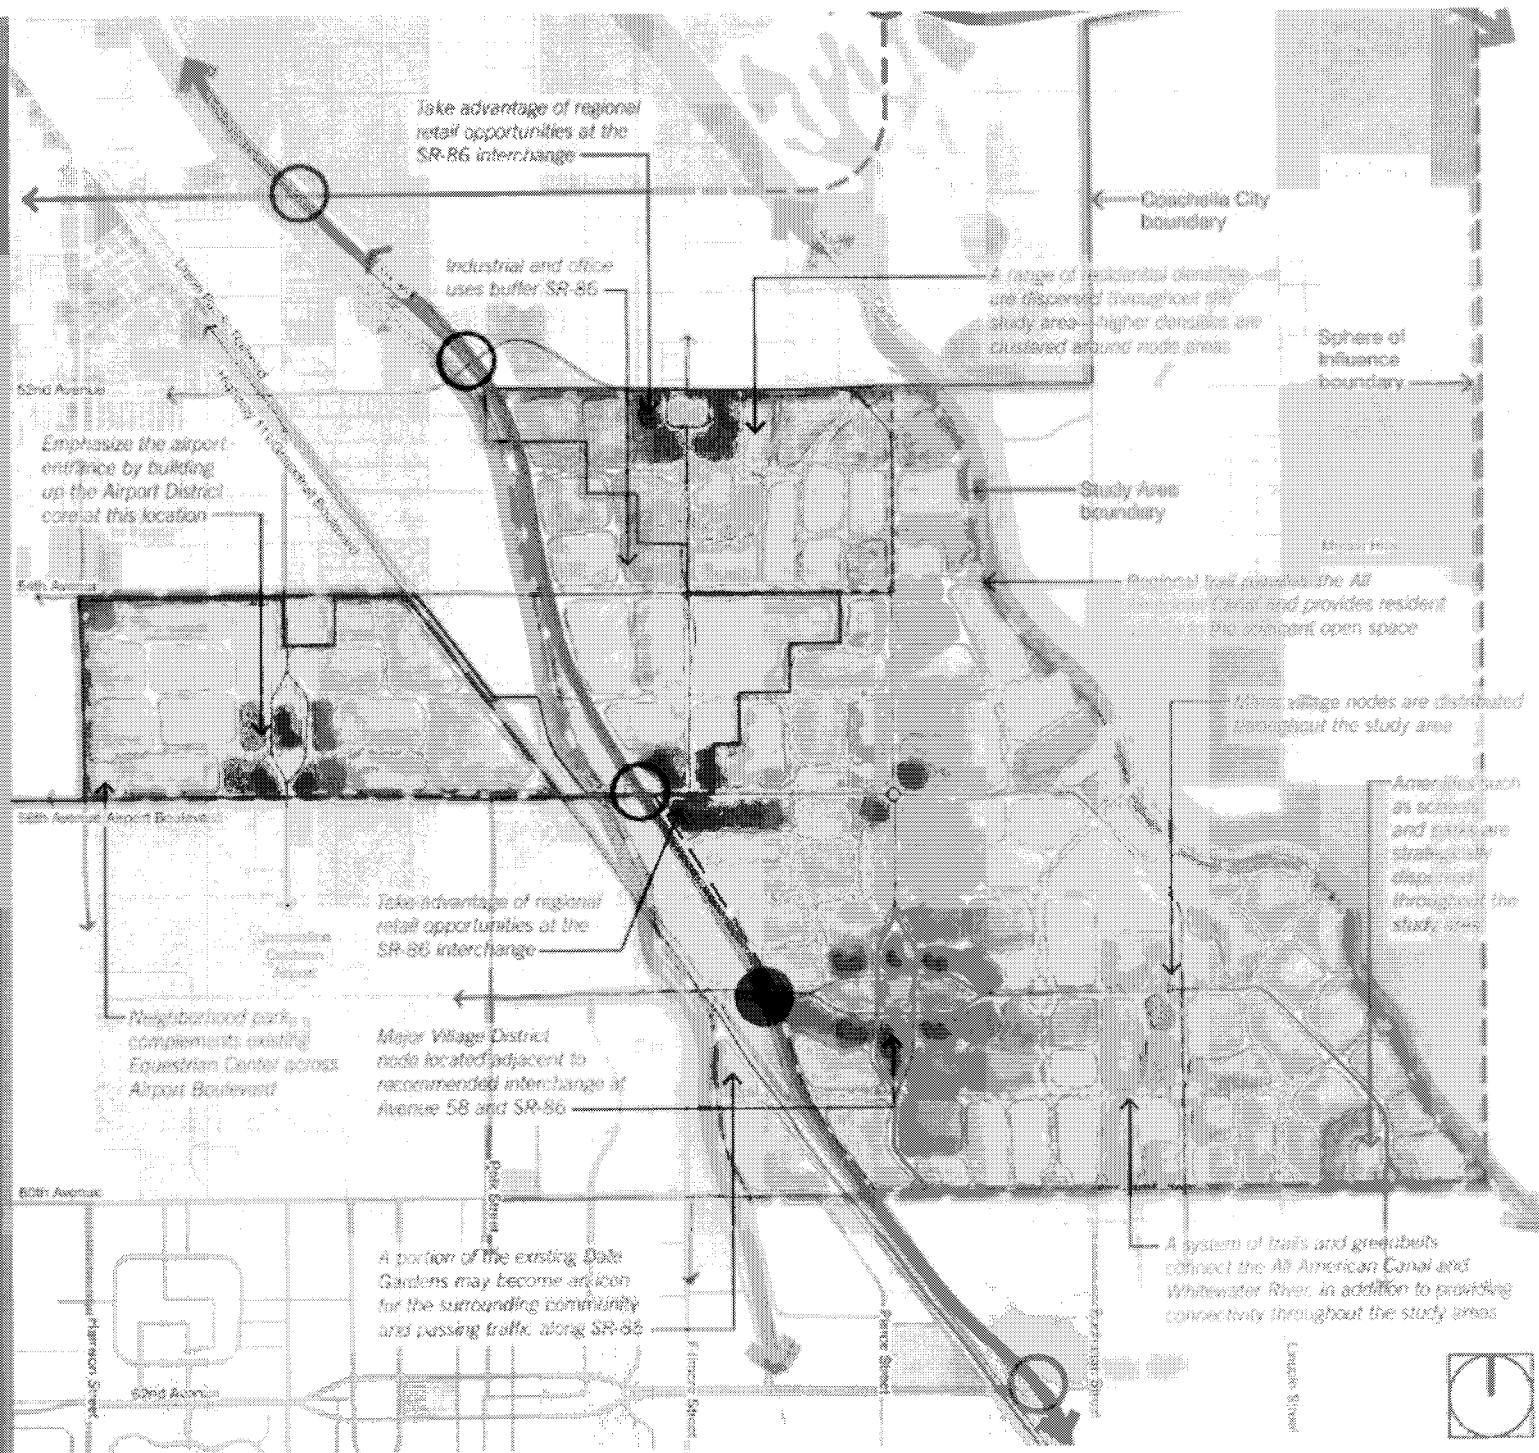 Take advantage of regional
retail opportunities at the
SR-86 interchange
Coachella City
boundary
Industrial and office
uses buffer SR-86
A range of residential densities
are dispersed throughout the
study area—higher densities are
clustered around node areas
Sphere of
Influence
boundary
52nd Avenue
Emphasize the airport
entrance by building
up the Airport District
core at this location
Study Area
boundary
54th Avenue
Regional trail parallels the All
American Canal and provides resident
to the adjacent open space
Major village nodes are distributed
throughout the study area
Amenities such
as schools
and parks are
strategically
dispersed
throughout the
study area
56th Avenue Airport Boulevard
Take advantage of regional
retail opportunities at the
SR-86 interchange
Jacqueline
Cochran
Airport
Neighborhood park
complements existing
Equestrian Center across
Airport Boulevard
Major Village District
node located adjacent to
recommended interchange at
Avenue 58 and SR-86
60th Avenue
Polk Street
A portion of the existing Date
Gardens may become an icon
for the surrounding community
and passing traffic along SR-86
A system of trails and greenbelts
connect the All American Canal and
Whitewater River, in addition to providing
connectivity throughout the study areas
Harrison Street
62nd Avenue
Fillmore Street
Pierce Street
Lincoln Street